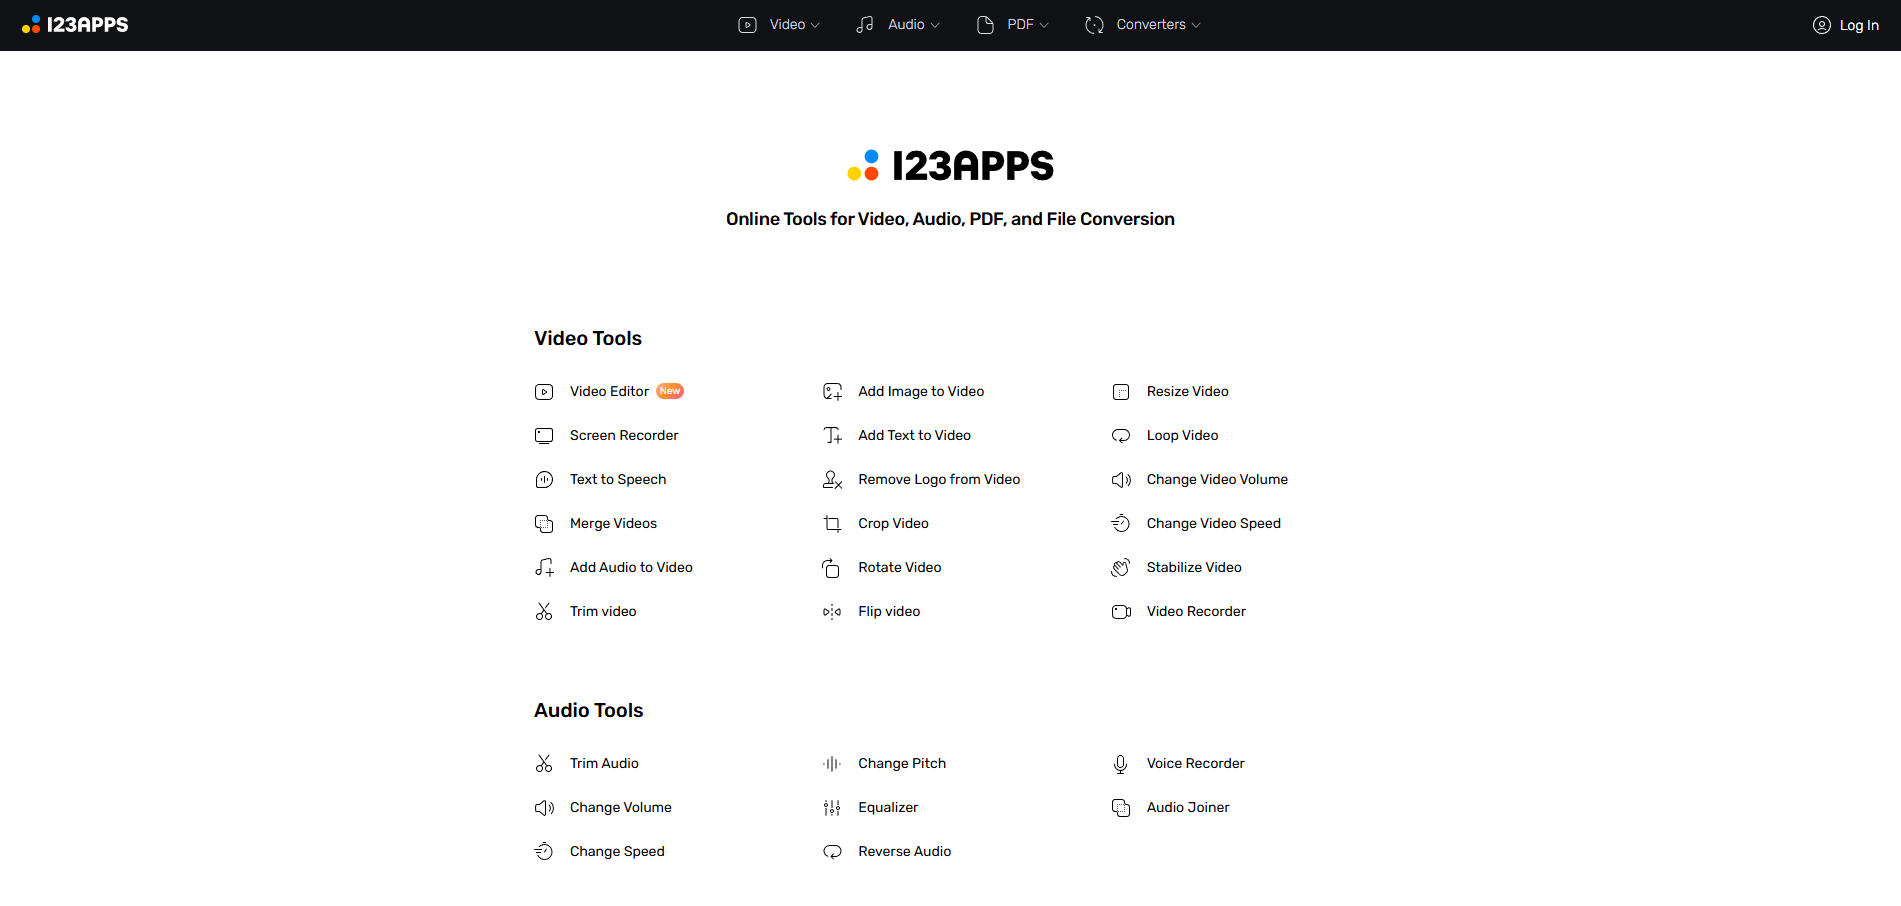 123APPS
Video
Audio
PDF
Converters
Log In
123APPS
Online Tools for Video, Audio, PDF, and File Conversion
Video Tools
Video Editor New
Add Image to Video
Resize Video
Screen Recorder
Add Text to Video
Loop Video
Text to Speech
Remove Logo from Video
Change Video Volume
Merge Videos
Crop Video
Change Video Speed
Add Audio to Video
Rotate Video
Stabilize Video
Trim video
Flip video
Video Recorder
Audio Tools
Trim Audio
Change Pitch
Voice Recorder
Change Volume
Equalizer
Audio Joiner
Change Speed
Reverse Audio